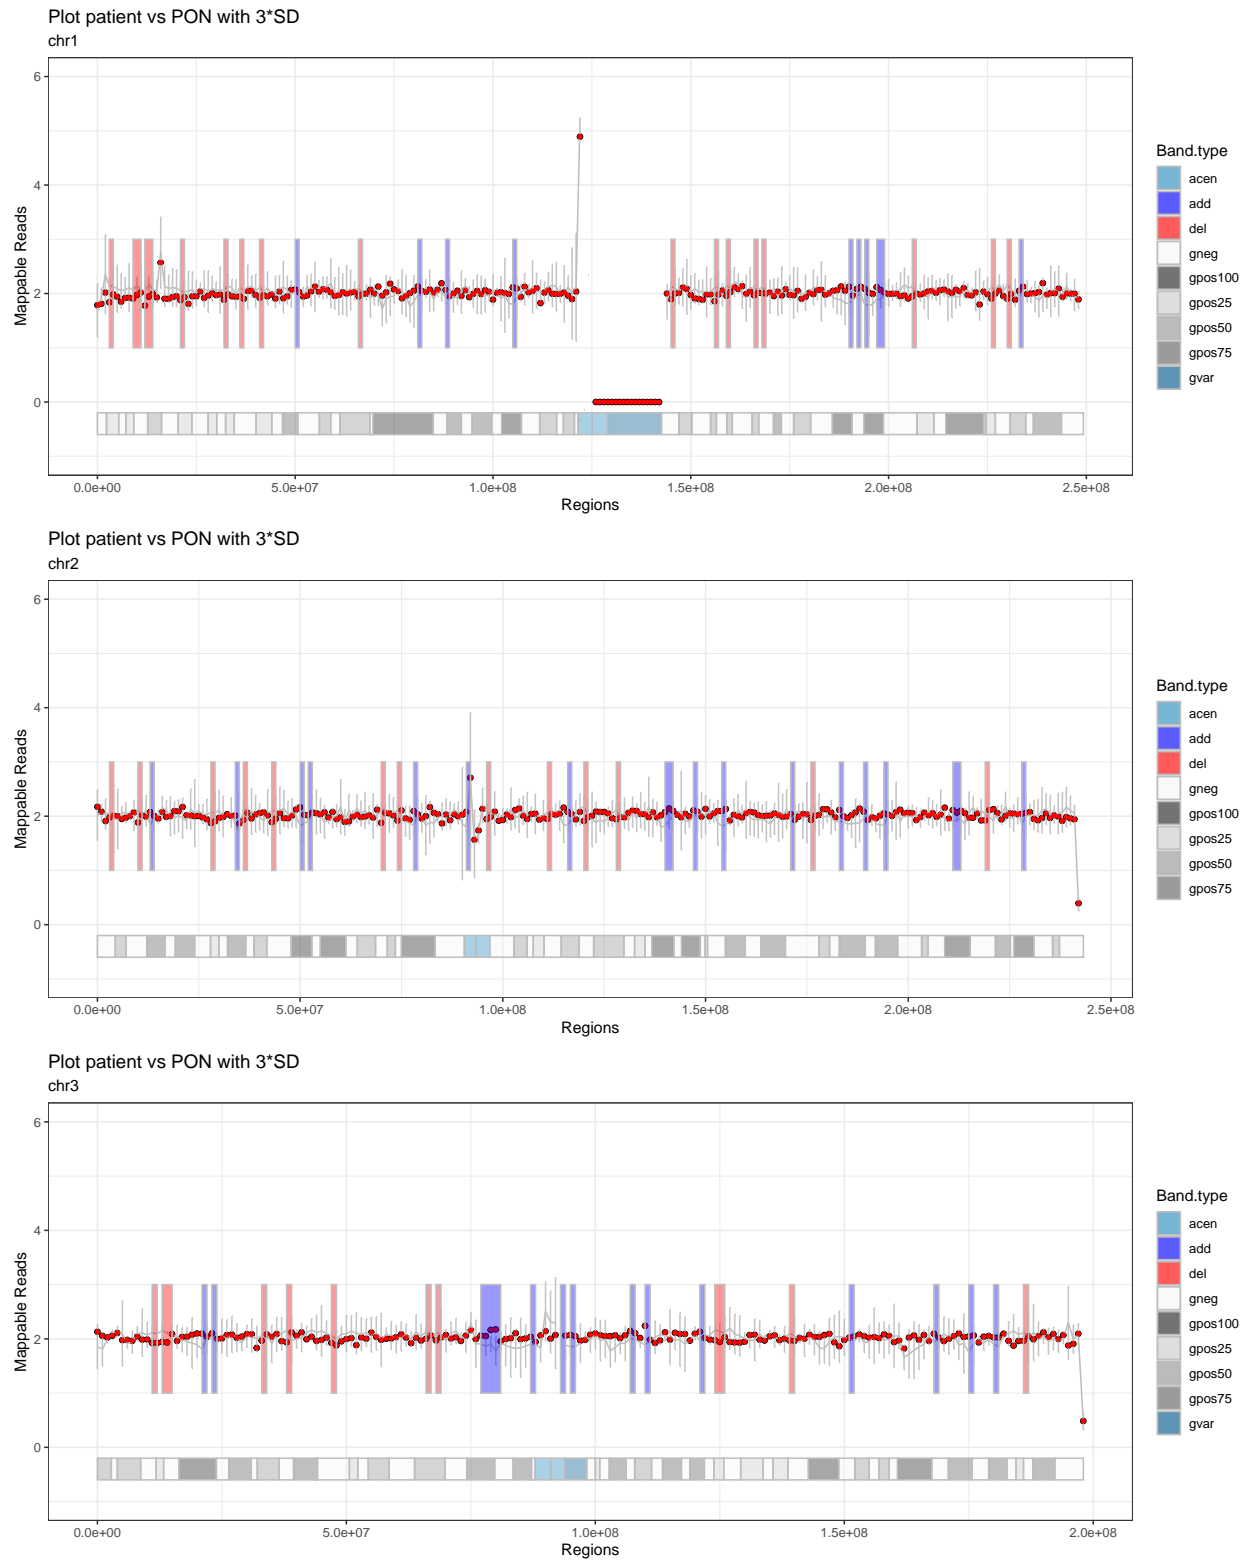 Plot patient vs PON with 3*SD
chr1
6
4
2
0
Mappable Reads
0.0e+00
5.0e+07
1.0e+08
1.5e+08
2.0e+08
2.5e+08
Regions
Band.type
acen
add
del
gneg
gpos100
gpos25
gpos50
gpos75
gvar
Plot patient vs PON with 3*SD
chr2
6
4
2
0
Mappable Reads
0.0e+00
5.0e+07
1.0e+08
1.5e+08
2.0e+08
2.5e+08
Regions
Band.type
acen
add
del
gneg
gpos100
gpos25
gpos50
gpos75
Plot patient vs PON with 3*SD
chr3
6
4
2
0
Mappable Reads
0.0e+00
5.0e+07
1.0e+08
1.5e+08
2.0e+08
Regions
Band.type
acen
add
del
gneg
gpos100
gpos25
gpos50
gpos75
gvar